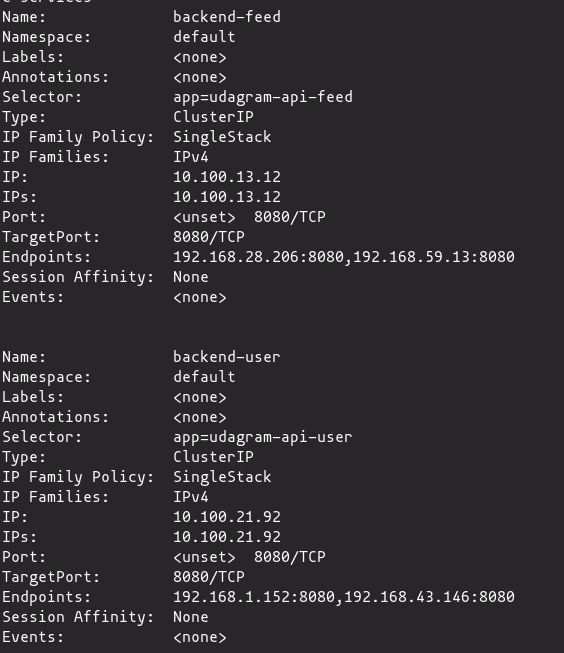 Name: backend-feed
Namespace: default
Labels: <none>
Annotations: <none>
Selector: app=udagram-api-feed
Type: ClusterIP
IP Family Policy: SingleStack
IP Families: IPv4
IP: 10.100.13.12
IPs: 10.100.13.12
Port: <unset> 8080/TCP
TargetPort: 8080/TCP
Endpoints: 192.168.28.206:8080,192.168.59.13:8080
Session Affinity: None
Events: <none>
Name: backend-user
Namespace: default
Labels: <none>
Annotations: <none>
Selector: app=udagram-api-user
Type: ClusterIP
IP Family Policy: SingleStack
IP Families: IPv4
IP: 10.100.21.92
IPs: 10.100.21.92
Port: <unset> 8080/TCP
TargetPort: 8080/TCP
Endpoints: 192.168.1.152:8080,192.168.43.146:8080
Session Affinity: None
Events: <none>